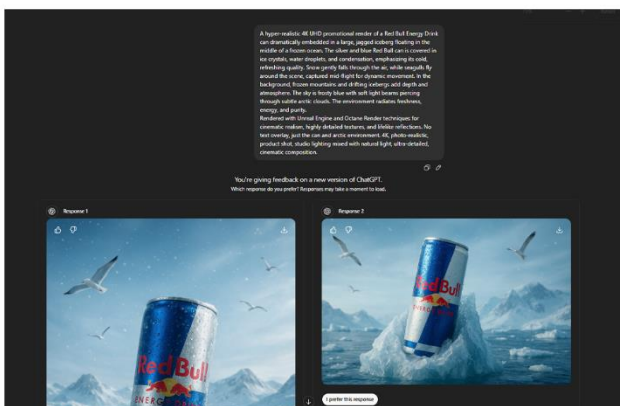 A hyper-realistic 4K UHD promotional render of a Red Bull Energy Drink
can dramatically embedded in a large, jagged iceberg floating in the
middle of a frozen ocean. The silver and blue Red Bull can is covered in
ice crystals, water droplets, and condensation, emphasizing its cold,
refreshing quality. Snow gently falls through the air, while seagulls fly
around the scene, captured mid-flight for dynamic movement. In the
background, frozen mountains and drifting icebergs add depth and
atmosphere. The sky is frosty blue with soft light beams piercing
through subtle arctic clouds. The environment radiates freshness,
energy, and purity.
Rendered with Unreal Engine and Octane Render techniques for
cinematic realism, highly detailed textures, and lifelike reflections. No
text overlay, just the can and arctic environment. 4K, photo-realistic,
product shot, studio lighting mixed with natural light, ultra-detailed,
cinematic composition.
You're giving feedback on a new version of ChatGPT.
Which response do you prefer? Responses may take a moment to load.
Response 1
Response 2
Red Bull
ENERGY
Red Bull
ENERGY
I prefer this response